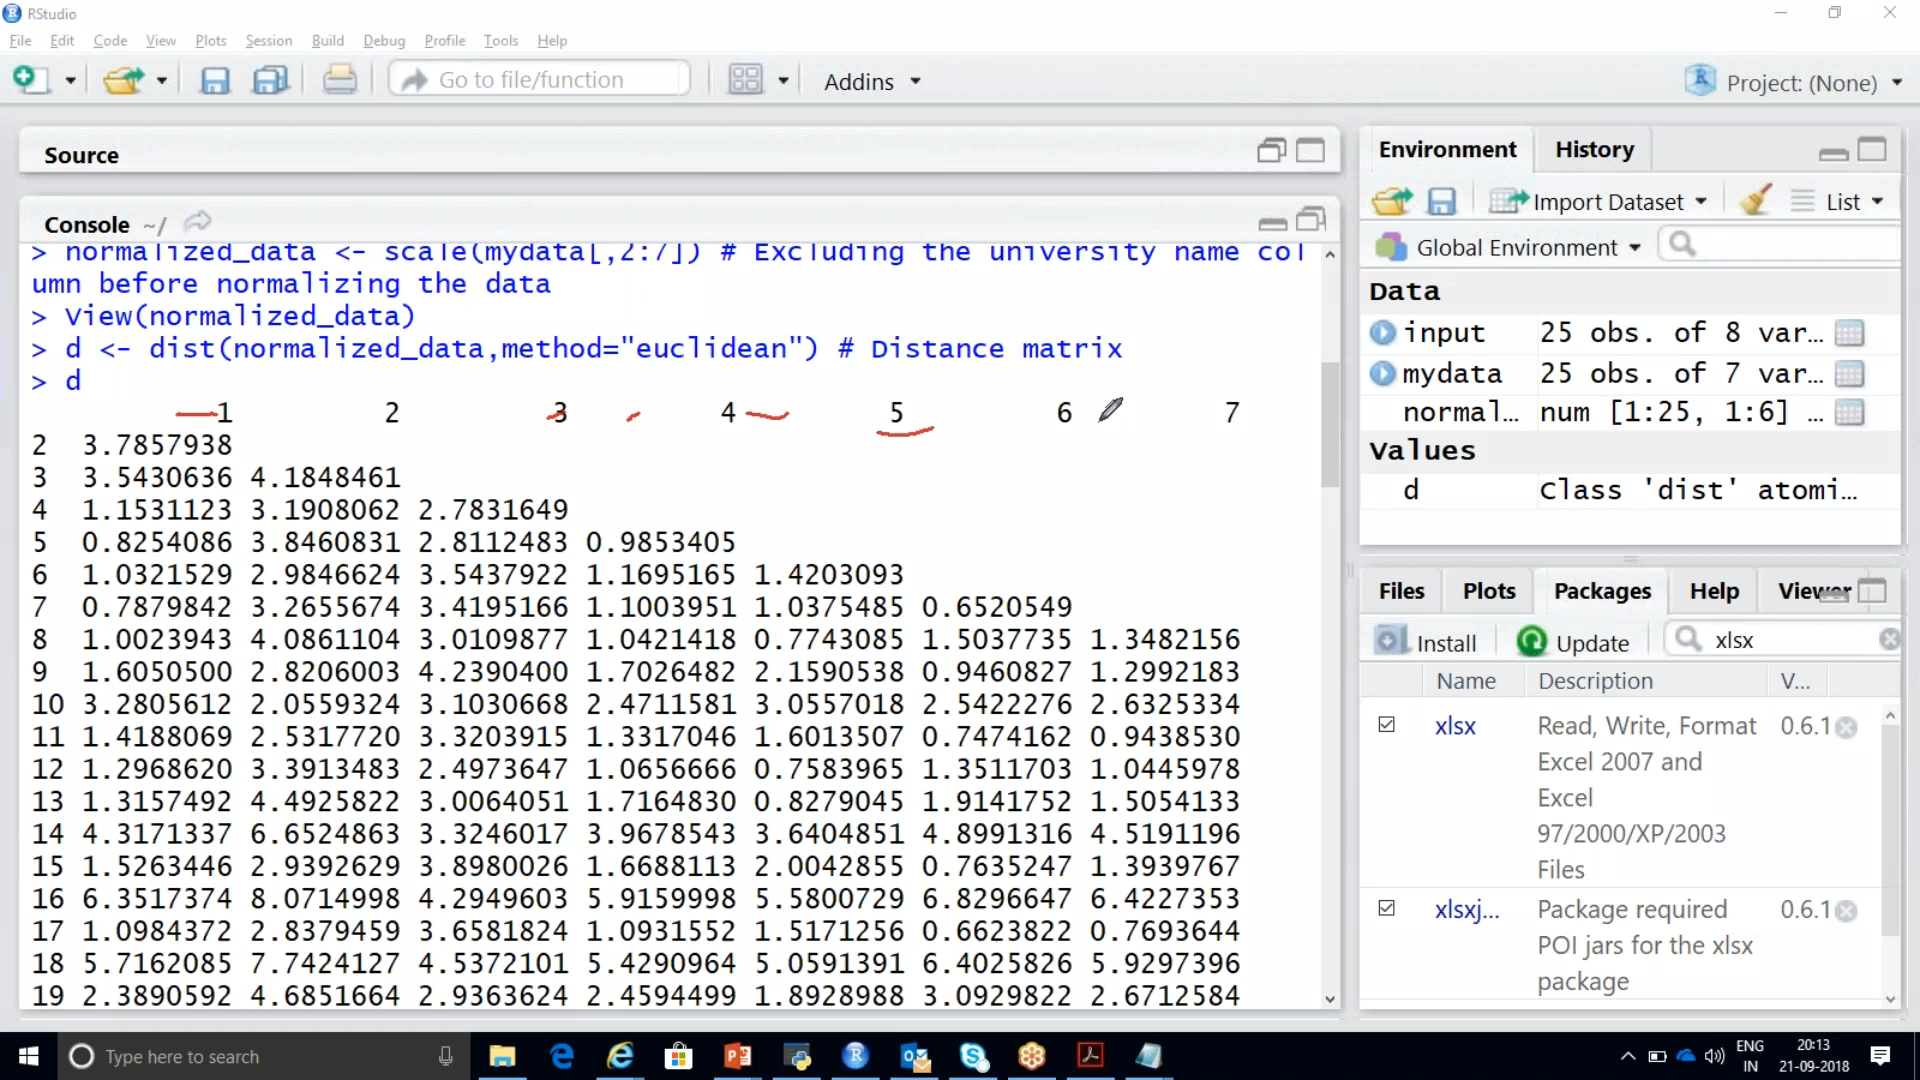 RStudio
File Edit Code View Plots Session Build Debug Profile Tools Help
Go to file/function
Addins
Project: (None)
Source
Console ~/
> normalized_data <- scale(mydata[,2:7]) # Excluding the university name col
umn before normalizing the data
> View(normalized_data)
> d <- dist(normalized_data,method="euclidean") # Distance matrix
> d
1 2 3 4 5 6 7
2 3.7857938
3 3.5430636 4.1848461
4 1.1531123 3.1908062 2.7831649
5 0.8254086 3.8460831 2.8112483 0.9853405
6 1.0321529 2.9846624 3.5437922 1.1695165 1.4203093
7 0.7879842 3.2655674 3.4195166 1.1003951 1.0375485 0.6520549
8 1.0023943 4.0861104 3.0109877 1.0421418 0.7743085 1.5037735 1.3482156
9 1.6050500 2.8206003 4.2390400 1.7026482 2.1590538 0.9460827 1.2992183
10 3.2805612 2.0559324 3.1030668 2.4711581 3.0557018 2.5422276 2.6325334
11 1.4188069 2.5317720 3.3203915 1.3317046 1.6013507 0.7474162 0.9438530
12 1.2968620 3.3913483 2.4973647 1.0656666 0.7583965 1.3511703 1.0445978
13 1.3157492 4.4925822 3.0064051 1.7164830 0.8279045 1.9141752 1.5054133
14 4.3171337 6.6524863 3.3246017 3.9678543 3.6404851 4.8991316 4.5191196
15 1.5263446 2.9392629 3.8980026 1.6688113 2.0042855 0.7635247 1.3939767
16 6.3517374 8.0714998 4.2949603 5.9159998 5.5800729 6.8296647 6.4227353
17 1.0984372 2.8379459 3.6581824 1.0931552 1.5171256 0.6623822 0.7693644
18 5.7162085 7.7424127 4.5372101 5.4290964 5.0591391 6.4025826 5.9297396
19 2.3890592 4.6851664 2.9363624 2.4594499 1.8928988 3.0929822 2.6712584
Environment History
Import Dataset List
Global Environment
Data
input 25 obs. of 8 var…
mydata 25 obs. of 7 var…
normal… num [1:25, 1:6] …
Values
d Class 'dist' atomi…
Files Plots Packages Help Viewer
Install Update xlsx
Name Description V...
xlsx Read, Write, Format 0.6.1
Excel 2007 and
Excel
97/2000/XP/2003
Files
xlsxj... Package required 0.6.1
POI jars for the xlsx
package
Type here to search
ENG
IN
20:13
21-09-2018